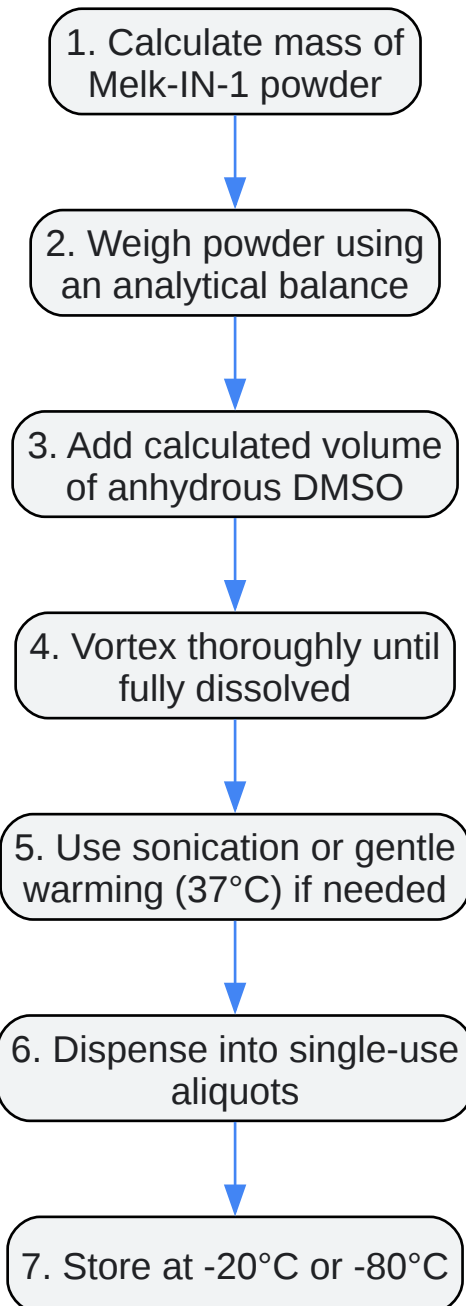 1. Calculate mass of
Melk-IN-1 powder
2. Weigh powder using
an analytical balance
3. Add calculated volume
of anhydrous DMSO
4. Vortex thoroughly until
fully dissolved
5. Use sonication or gentle
warming (37°C) if needed
6. Dispense into single-use
aliquots
7. Store at -20°C or -80°C